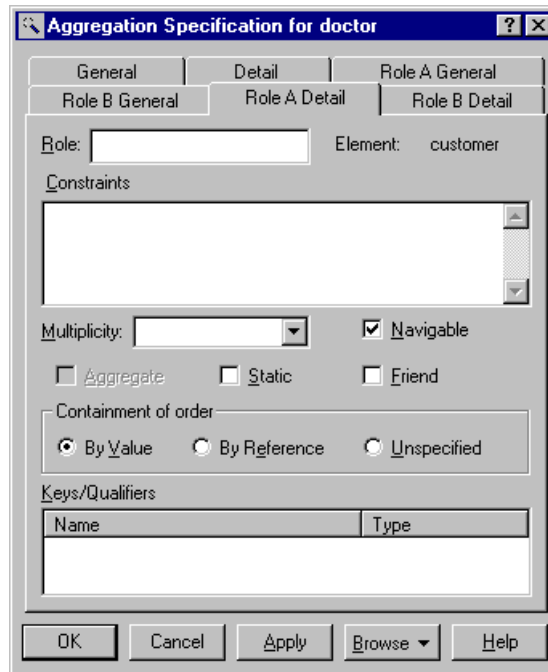 Aggregation Specification for doctor
General Detail Role A General
Role B General Role A Detail Role B Detail
Role: Element: customer
Constraints
Multiplicity: Navigable
Aggregate Static Friend
Containment of order
By Value By Reference Unspecified
Keys/Qualifiers
Name Type
OK Cancel Apply Browse Help